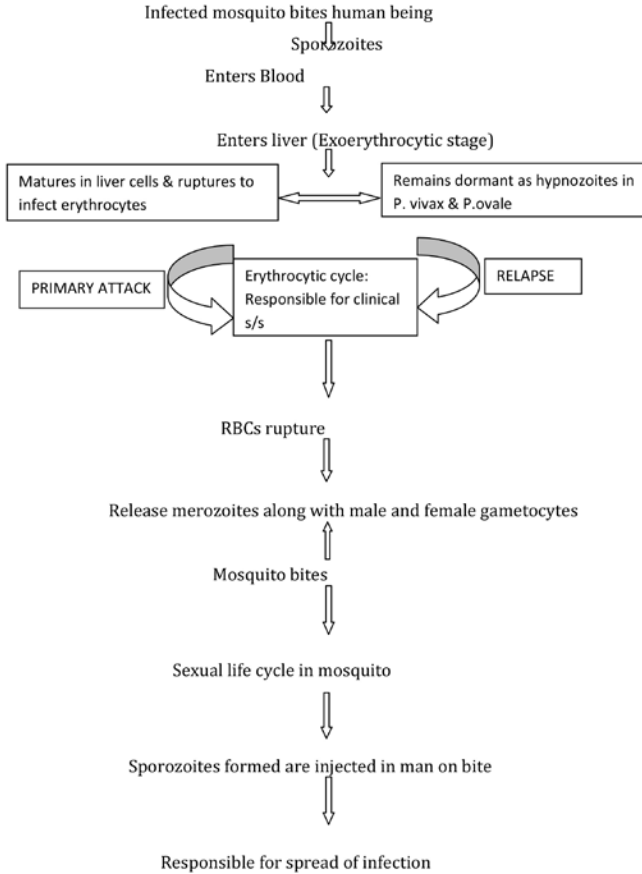 Infected mosquito bites human being
Sporozoites
Enters Blood
Enters liver (Exoerythrocytic stage)
Matures in liver cells & ruptures to
infect erythrocytes
Remains dormant as hypnozoites in
P. vivax & P.ovale
PRIMARY ATTACK
Erythrocytic cycle:
Responsible for clinical
s/s
RELAPSE
RBCs rupture
Release merozoites along with male and female gametocytes
Mosquito bites
Sexual life cycle in mosquito
Sporozoites formed are injected in man on bite
Responsible for spread of infection